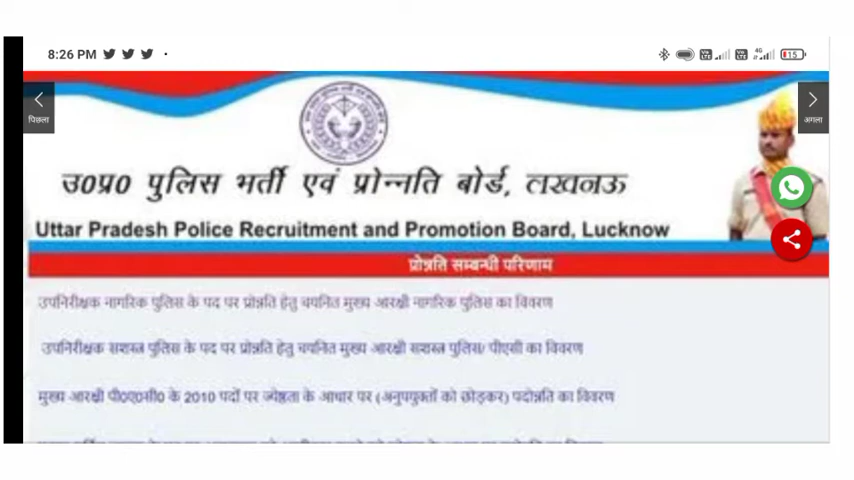 8:26 PM
4G
15
पिछला
अगला
उ०प्र० पुलिस भर्ती एवं प्रोन्नति बोर्ड, लखनऊ
Uttar Pradesh Police Recruitment and Promotion Board, Lucknow
प्रोन्नति सम्बन्धी परिणाम
उपनिरीक्षक नागरिक पुलिस के पद पर प्रोन्नति हेतु चयनित मुख्य आरक्षी नागरिक पुलिस का विवरण
उपनिरीक्षक सशस्त्र पुलिस के पद पर प्रोन्नति हेतु चयनित मुख्य आरक्षी सशस्त्र पुलिस/ पीएसी का विवरण
मुख्य आरक्षी पी०ए०सी० के 2010 पदों पर ज्येष्ठता के आधार पर (अनुपयुक्तों को छोड़कर) पदोन्नति का विवरण